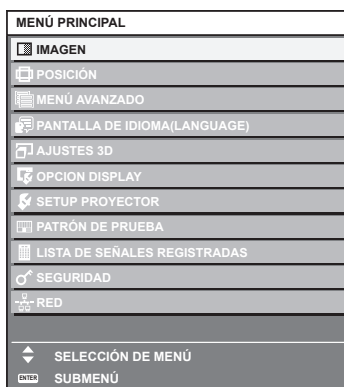 MENÚ PRINCIPAL
IMAGEN
POSICIÓN
MENÚ AVANZADO
PANTALLA DE IDIOMA(LANGUAGE)
AJUSTES 3D
OPCION DISPLAY
SETUP PROYECTOR
PATRÓN DE PRUEBA
LISTA DE SEÑALES REGISTRADAS
SEGURIDAD
RED
SELECCIÓN DE MENÚ
ENTER SUBMENÚ